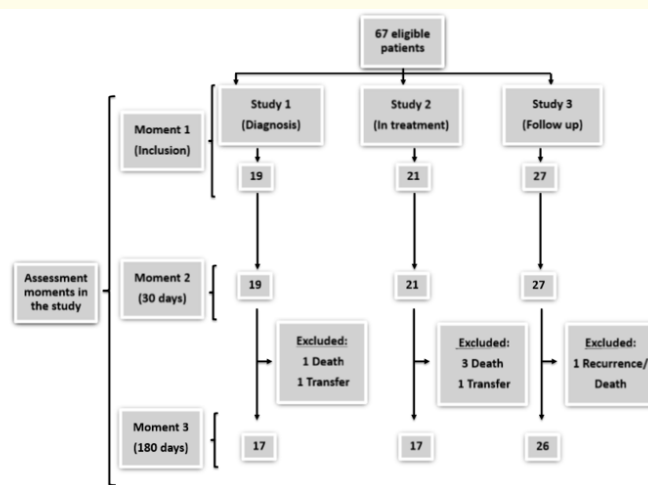 67 eligible
patients
Study 1
(Diagnosis)
Study 2
(In treatment)
Study 3
(Follow up)
Moment 1
(Inclusion)
19
21
27
Assessment
moments in
the study
Moment 2
(30 days)
19
21
27
Excluded:
1 Death
1 Transfer
Excluded:
3 Death
1 Transfer
Excluded:
1 Recurrence/
Death
Moment 3
(180 days)
17
17
26